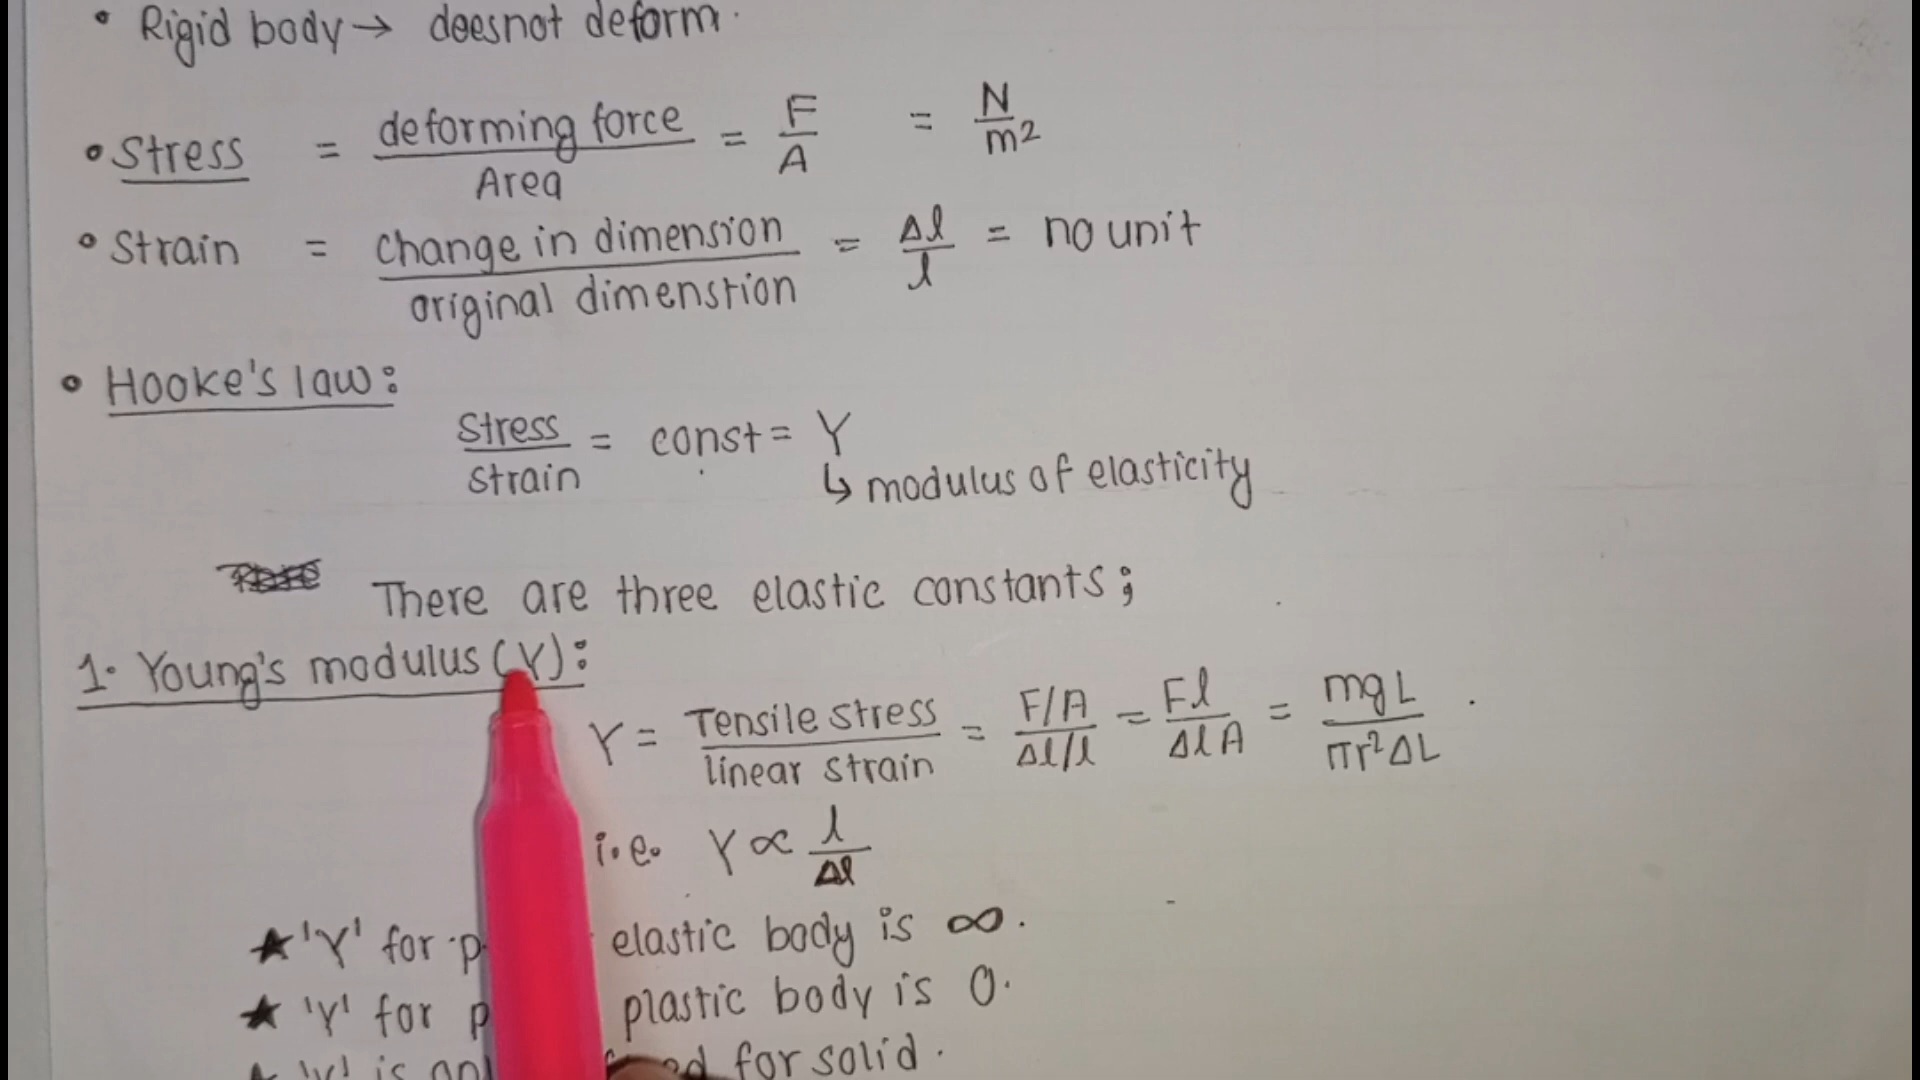 • Rigid body → doesnot deform.
• Stress = deforming force / Area = F / A = N / m²
• Strain = change in dimension / original dimenstion = Δl / l = no unit
• Hooke's law:
Stress / Strain = const = Y
↳ modulus of elasticity
There are three elastic constants;
1. Young's modulus (Y):
Y = Tensile stress / linear strain = F/A / Δl/l = Fl / ΔlA = mgL / πr²ΔL.
i.e. Y ∝ l / Δl
★ 'Y' for elastic body is ∞.
★ 'Y' for plastic body is 0.
★ 'Y' is for solid.